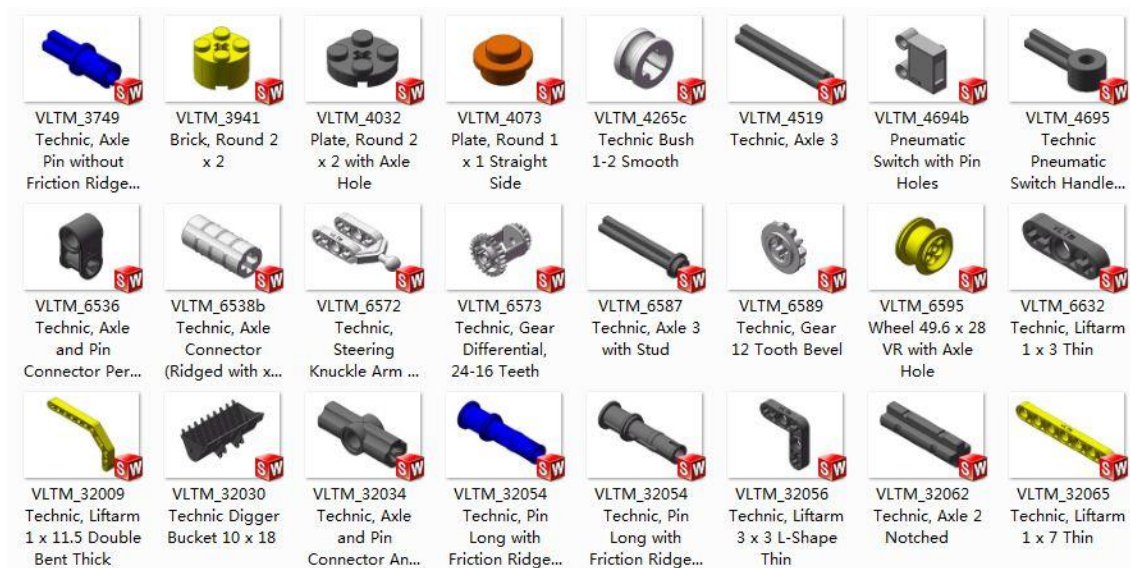 VLTM_3749
Technic, Axle
Pin without
Friction Ridge...
VLTM_3941
Brick, Round 2
x 2
VLTM_4032
Plate, Round 2
x 2 with Axle
Hole
VLTM_4073
Plate, Round 1
x 1 Straight
Side
VLTM_4265c
Technic Bush
1-2 Smooth
VLTM_4519
Technic, Axle 3
VLTM_4694b
Pneumatic
Switch with Pin
Holes
VLTM_4695
Technic
Pneumatic
Switch Handle...
VLTM_6536
Technic, Axle
and Pin
Connector Per...
VLTM_6538b
Technic, Axle
Connector
(Ridged with x...
VLTM_6572
Technic,
Steering
Knuckle Arm ...
VLTM_6573
Technic, Gear
Differential,
24-16 Teeth
VLTM_6587
Technic, Axle 3
with Stud
VLTM_6589
Technic, Gear
12 Tooth Bevel
VLTM_6595
Wheel 49.6 x 28
VR with Axle
Hole
VLTM
VLTM_6632
Technic, Liftarm
1 x 3 Thin
VLTM_32009
Technic, Liftarm
1 x 11.5 Double
Bent Thick
VLTM_32030
Technic Digger
Bucket 10 x 18
VLTM_32034
Technic, Axle
and Pin
Connector An...
VLTM_32054
Technic, Pin
Long with
Friction Ridge...
VLTM_32054
Technic, Pin
Long with
Friction Ridge...
VLTM_32056
Technic, Liftarm
3 x 3 L-Shape
Thin
VLTM_32062
Technic, Axle 2
Notched
VLTM_32065
Technic, Liftarm
1 x 7 Thin